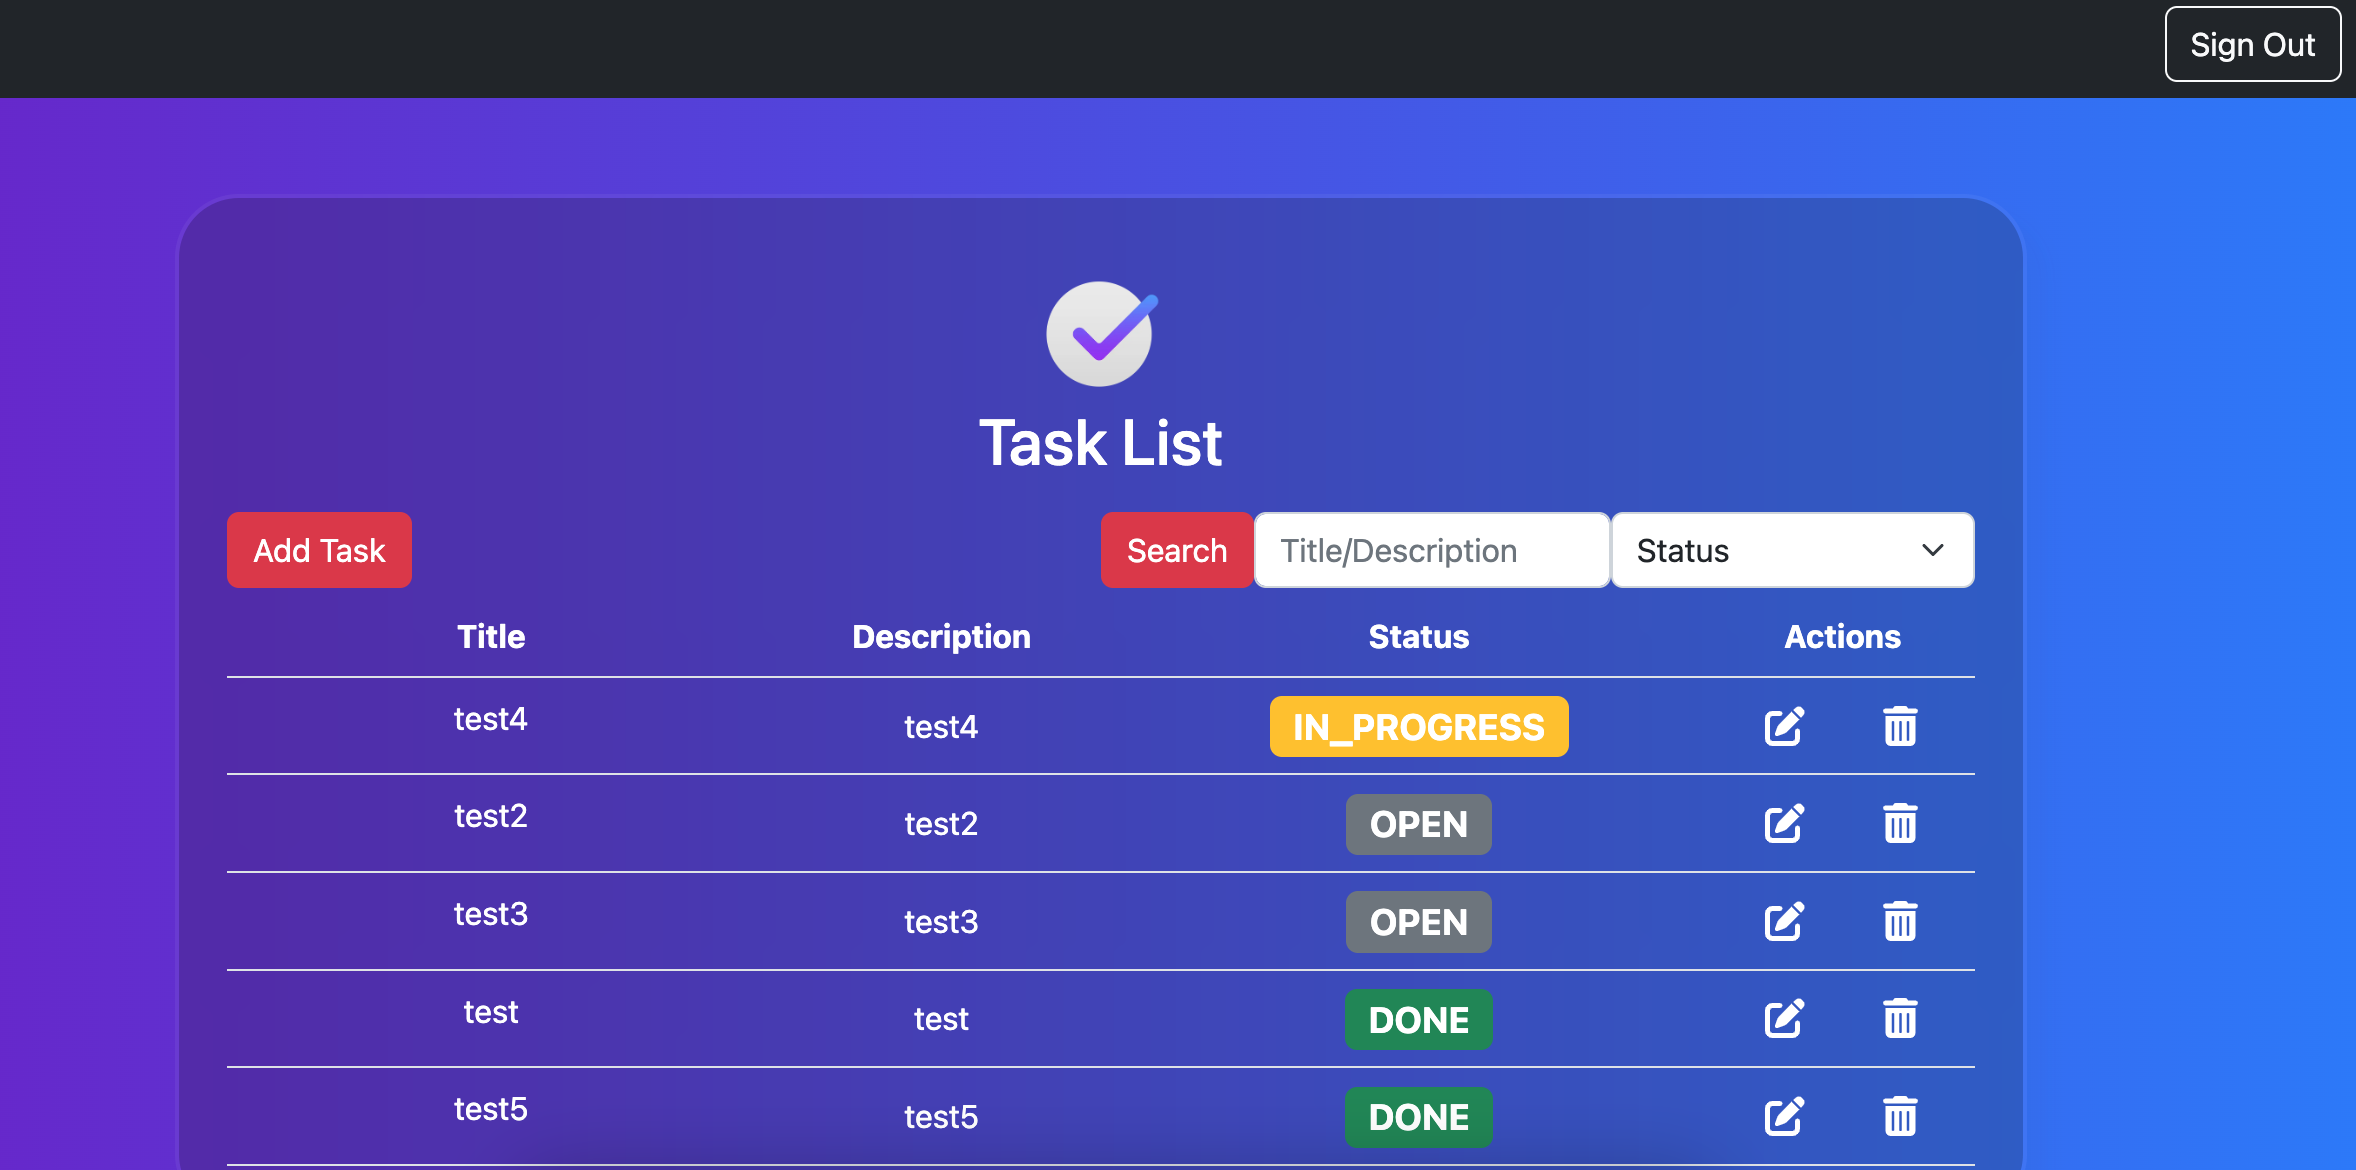 Sign Out
Task List
Add Task Search Title/Description Status
Title Description Status Actions
test4 test4 IN_PROGRESS
test2 test2 OPEN
test3 test3 OPEN
test test DONE
test5 test5 DONE